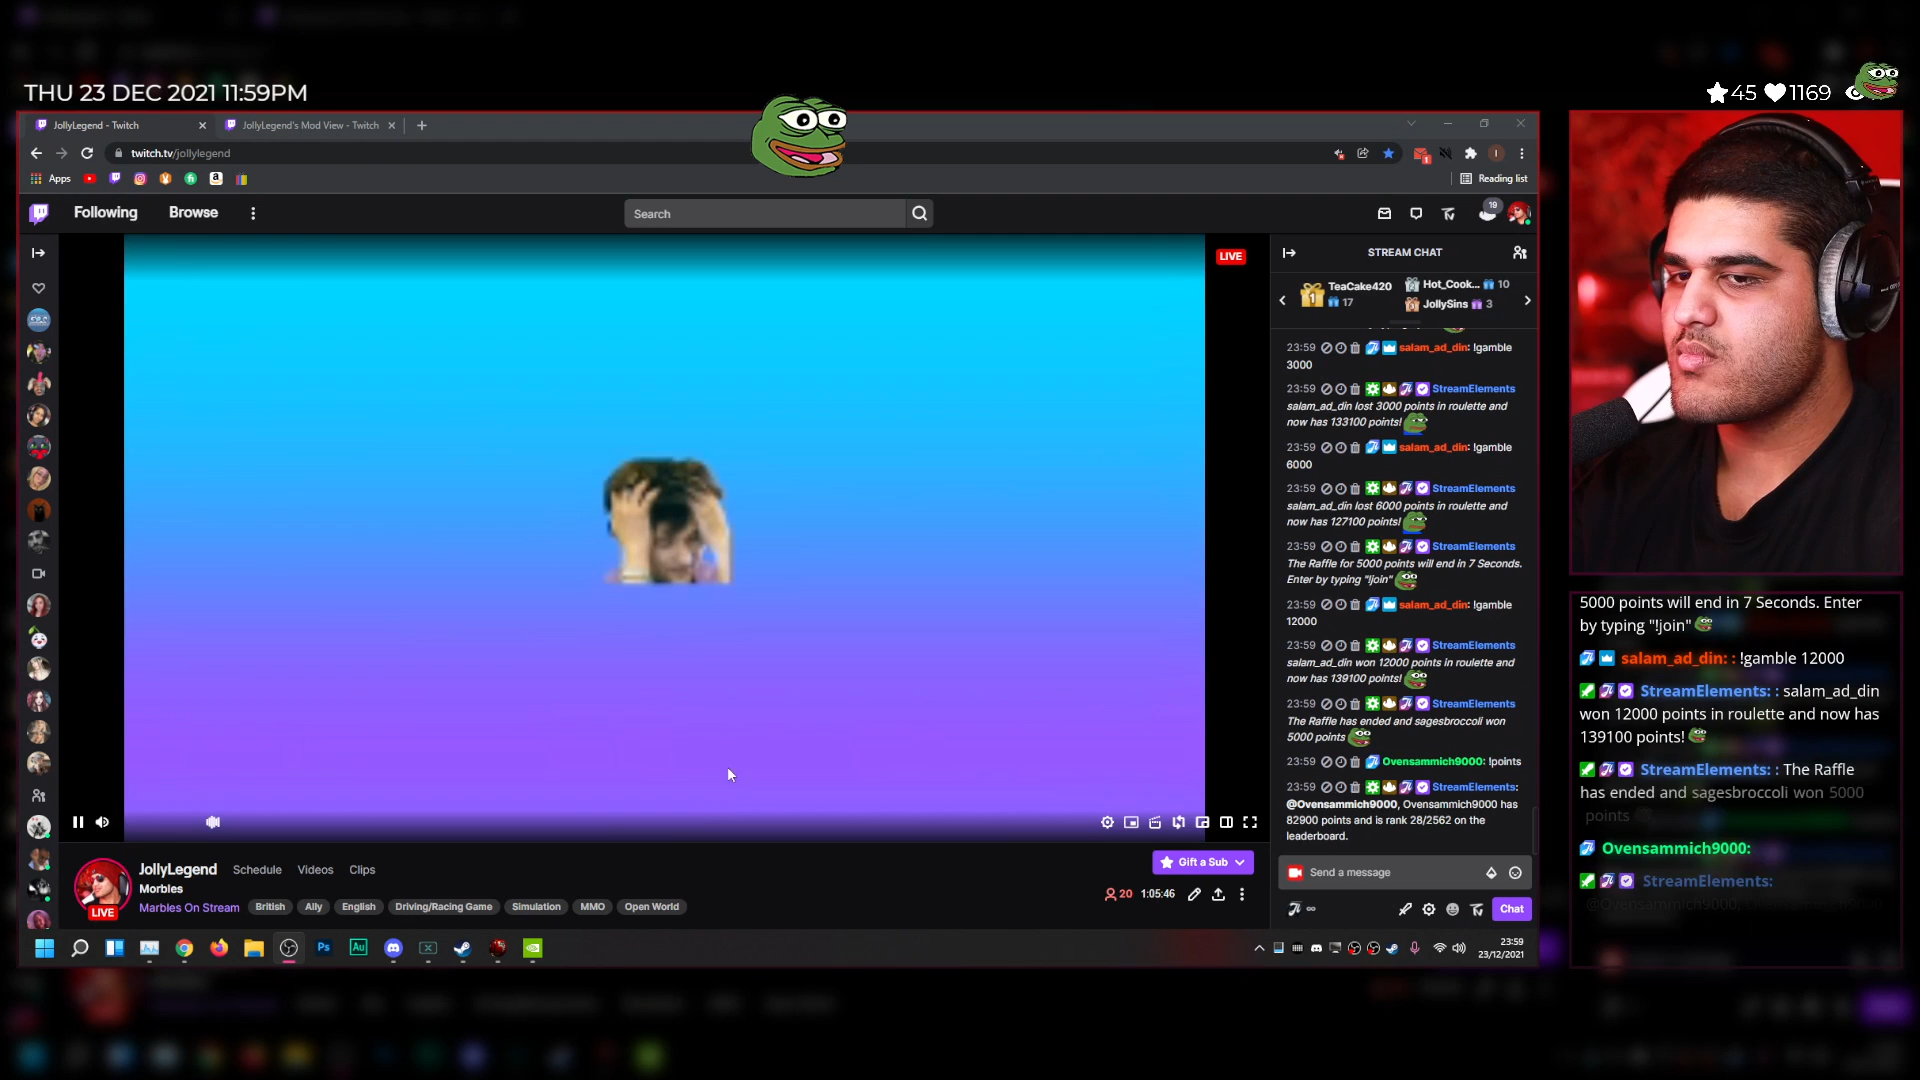 THU 23 DEC 2021 11:59PM
45 1169
JollyLegend - Twitch
JollyLegend's Mod View - Twitch
twitch.tv/jollylegend
Apps
Reading list
Following
Browse
Search
19
LIVE
STREAM CHAT
TeaCake420
17
Hot_Cook... 10
JollySins 3
23:59 salam_ad_din: !gamble
3000
23:59 StreamElements
salam_ad_din lost 3000 points in roulette and
now has 133100 points!
23:59 salam_ad_din: !gamble
6000
23:59 StreamElements
salam_ad_din lost 6000 points in roulette and
now has 127100 points!
23:59 StreamElements
The Raffle for 5000 points will end in 7 Seconds.
Enter by typing "!join"
23:59 salam_ad_din: !gamble
12000
23:59 StreamElements
salam_ad_din won 12000 points in roulette and
now has 139100 points!
23:59 StreamElements
The Raffle has ended and sagesbroccoli won
5000 points
23:59 Ovensammich9000: !points
23:59 StreamElements:
@Ovensammich9000, Ovensammich9000 has
82900 points and is rank 28/2562 on the
leaderboard.
Send a message
Chat
JollyLegend
Schedule
Videos
Clips
Gift a Sub
Morbles
20 1:05:46
LIVE
Marbles On Stream
British
Ally
English
Driving/Racing Game
Simulation
MMO
Open World
Ps
Au
23:59
23/12/2021
5000 points will end in 7 Seconds. Enter
by typing "!join"
salam_ad_din: : !gamble 12000
StreamElements: : salam_ad_din
won 12000 points in roulette and now has
139100 points!
StreamElements: : The Raffle
has ended and sagesbroccoli won 5000
points
Ovensammich9000:
StreamElements:
@Ovensammich9000,